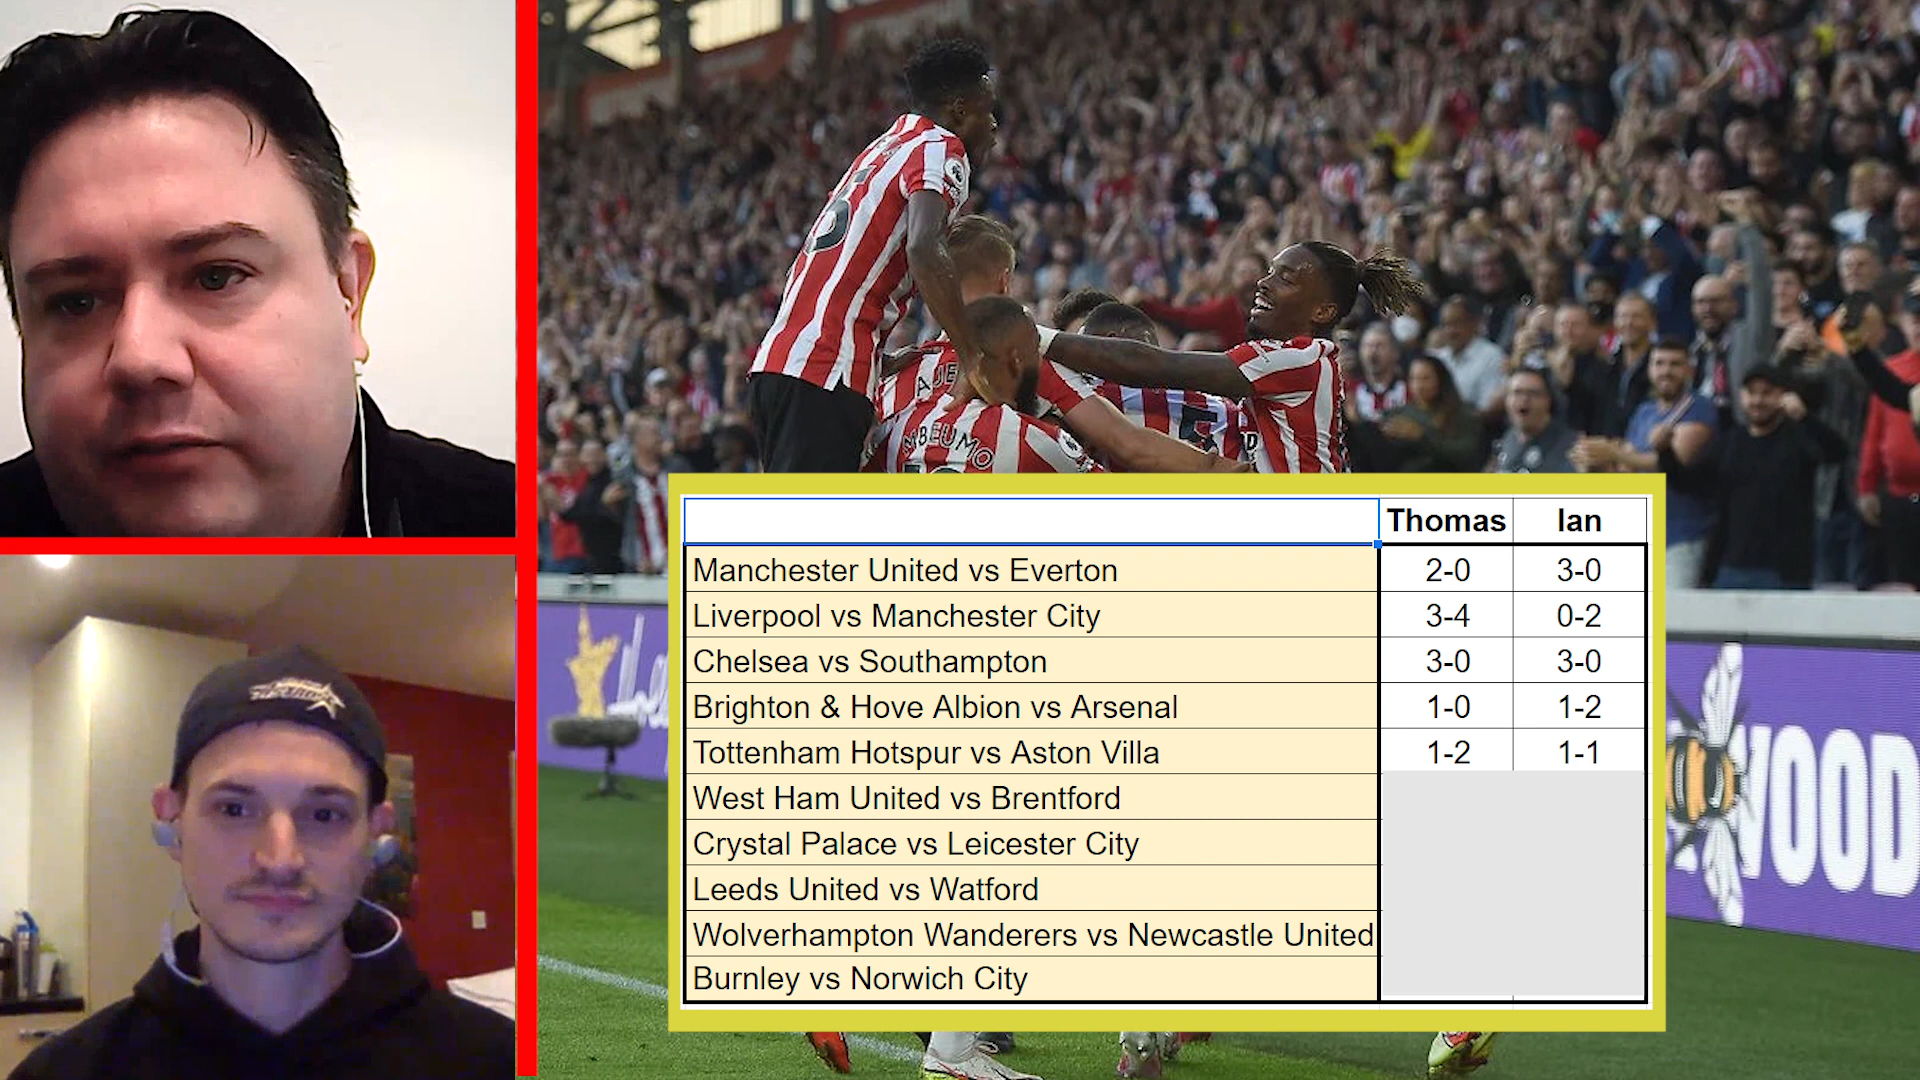 MBEUMO
Thomas Ian
Manchester United vs Everton 2-0 3-0
Liverpool vs Manchester City 3-4 0-2
Chelsea vs Southampton 3-0 3-0
Brighton & Hove Albion vs Arsenal 1-0 1-2
Tottenham Hotspur vs Aston Villa 1-2 1-1
West Ham United vs Brentford
Crystal Palace vs Leicester City
Leeds United vs Watford
Wolverhampton Wanderers vs Newcastle United
Burnley vs Norwich City
WOOD